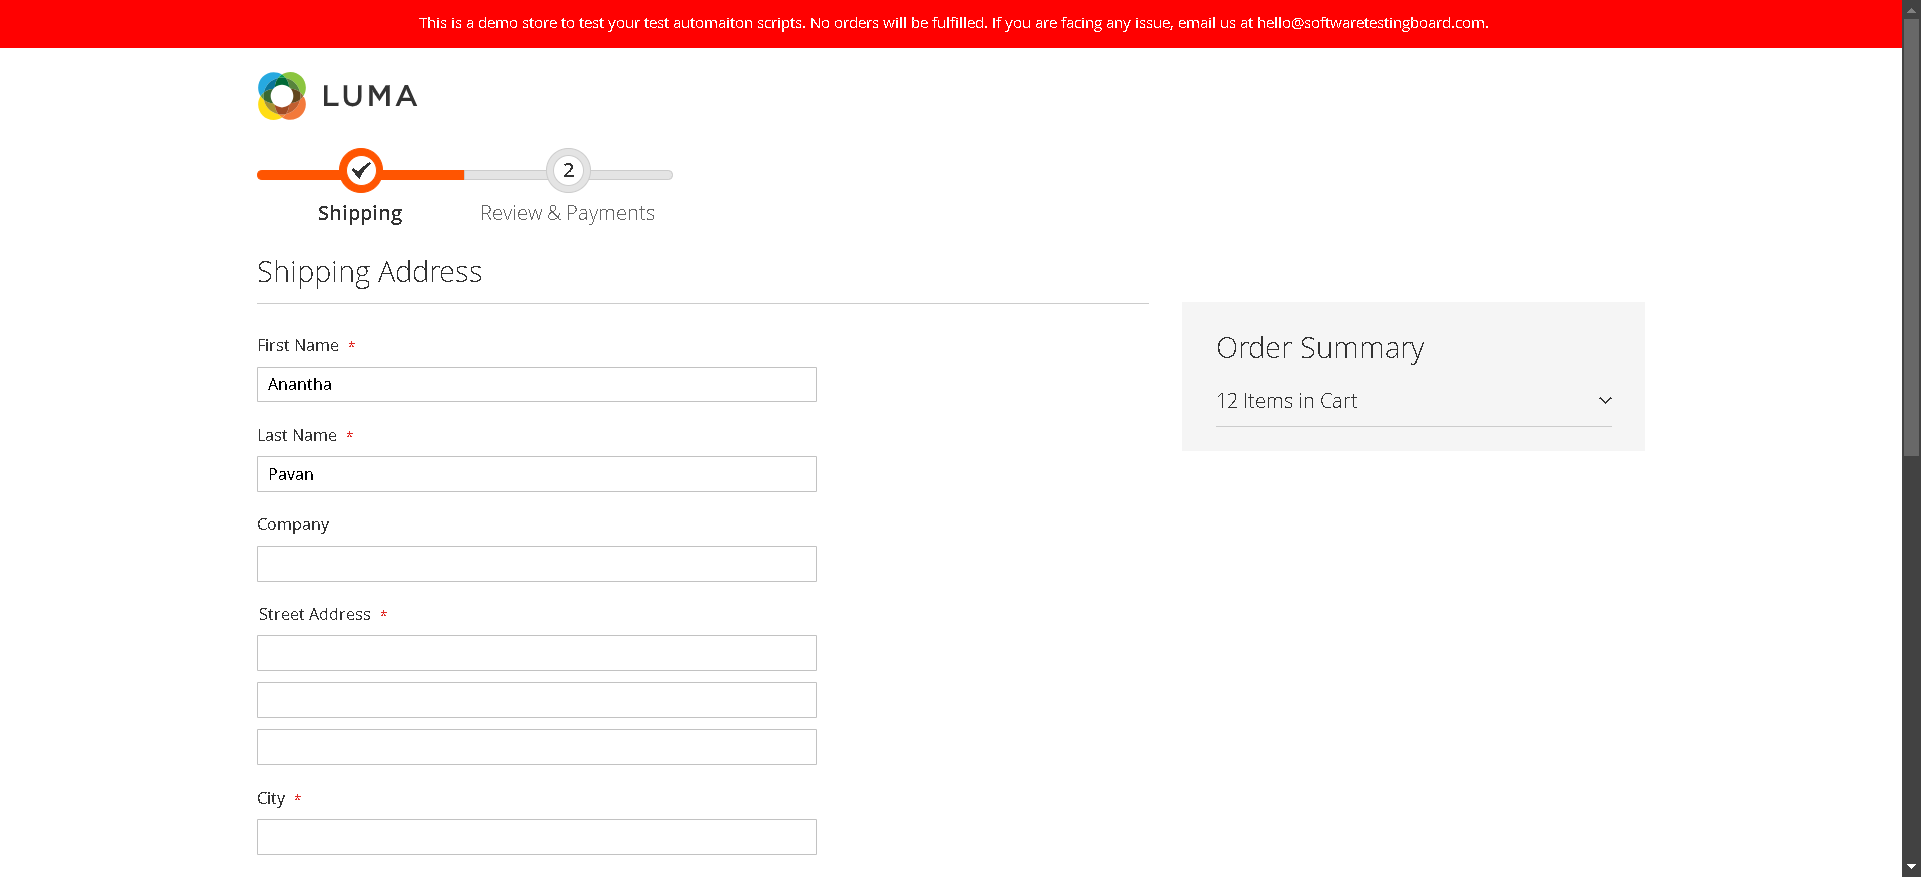 This is a demo store to test your test automaiton scripts. No orders will be fulfilled. If you are facing any issue, email us at hello@softwaretestingboard.com.
LUMA
2
Shipping
Review & Payments
Shipping Address
First Name *
Anantha
Last Name *
Pavan
Company
Street Address *
City *
Order Summary
12 Items in Cart